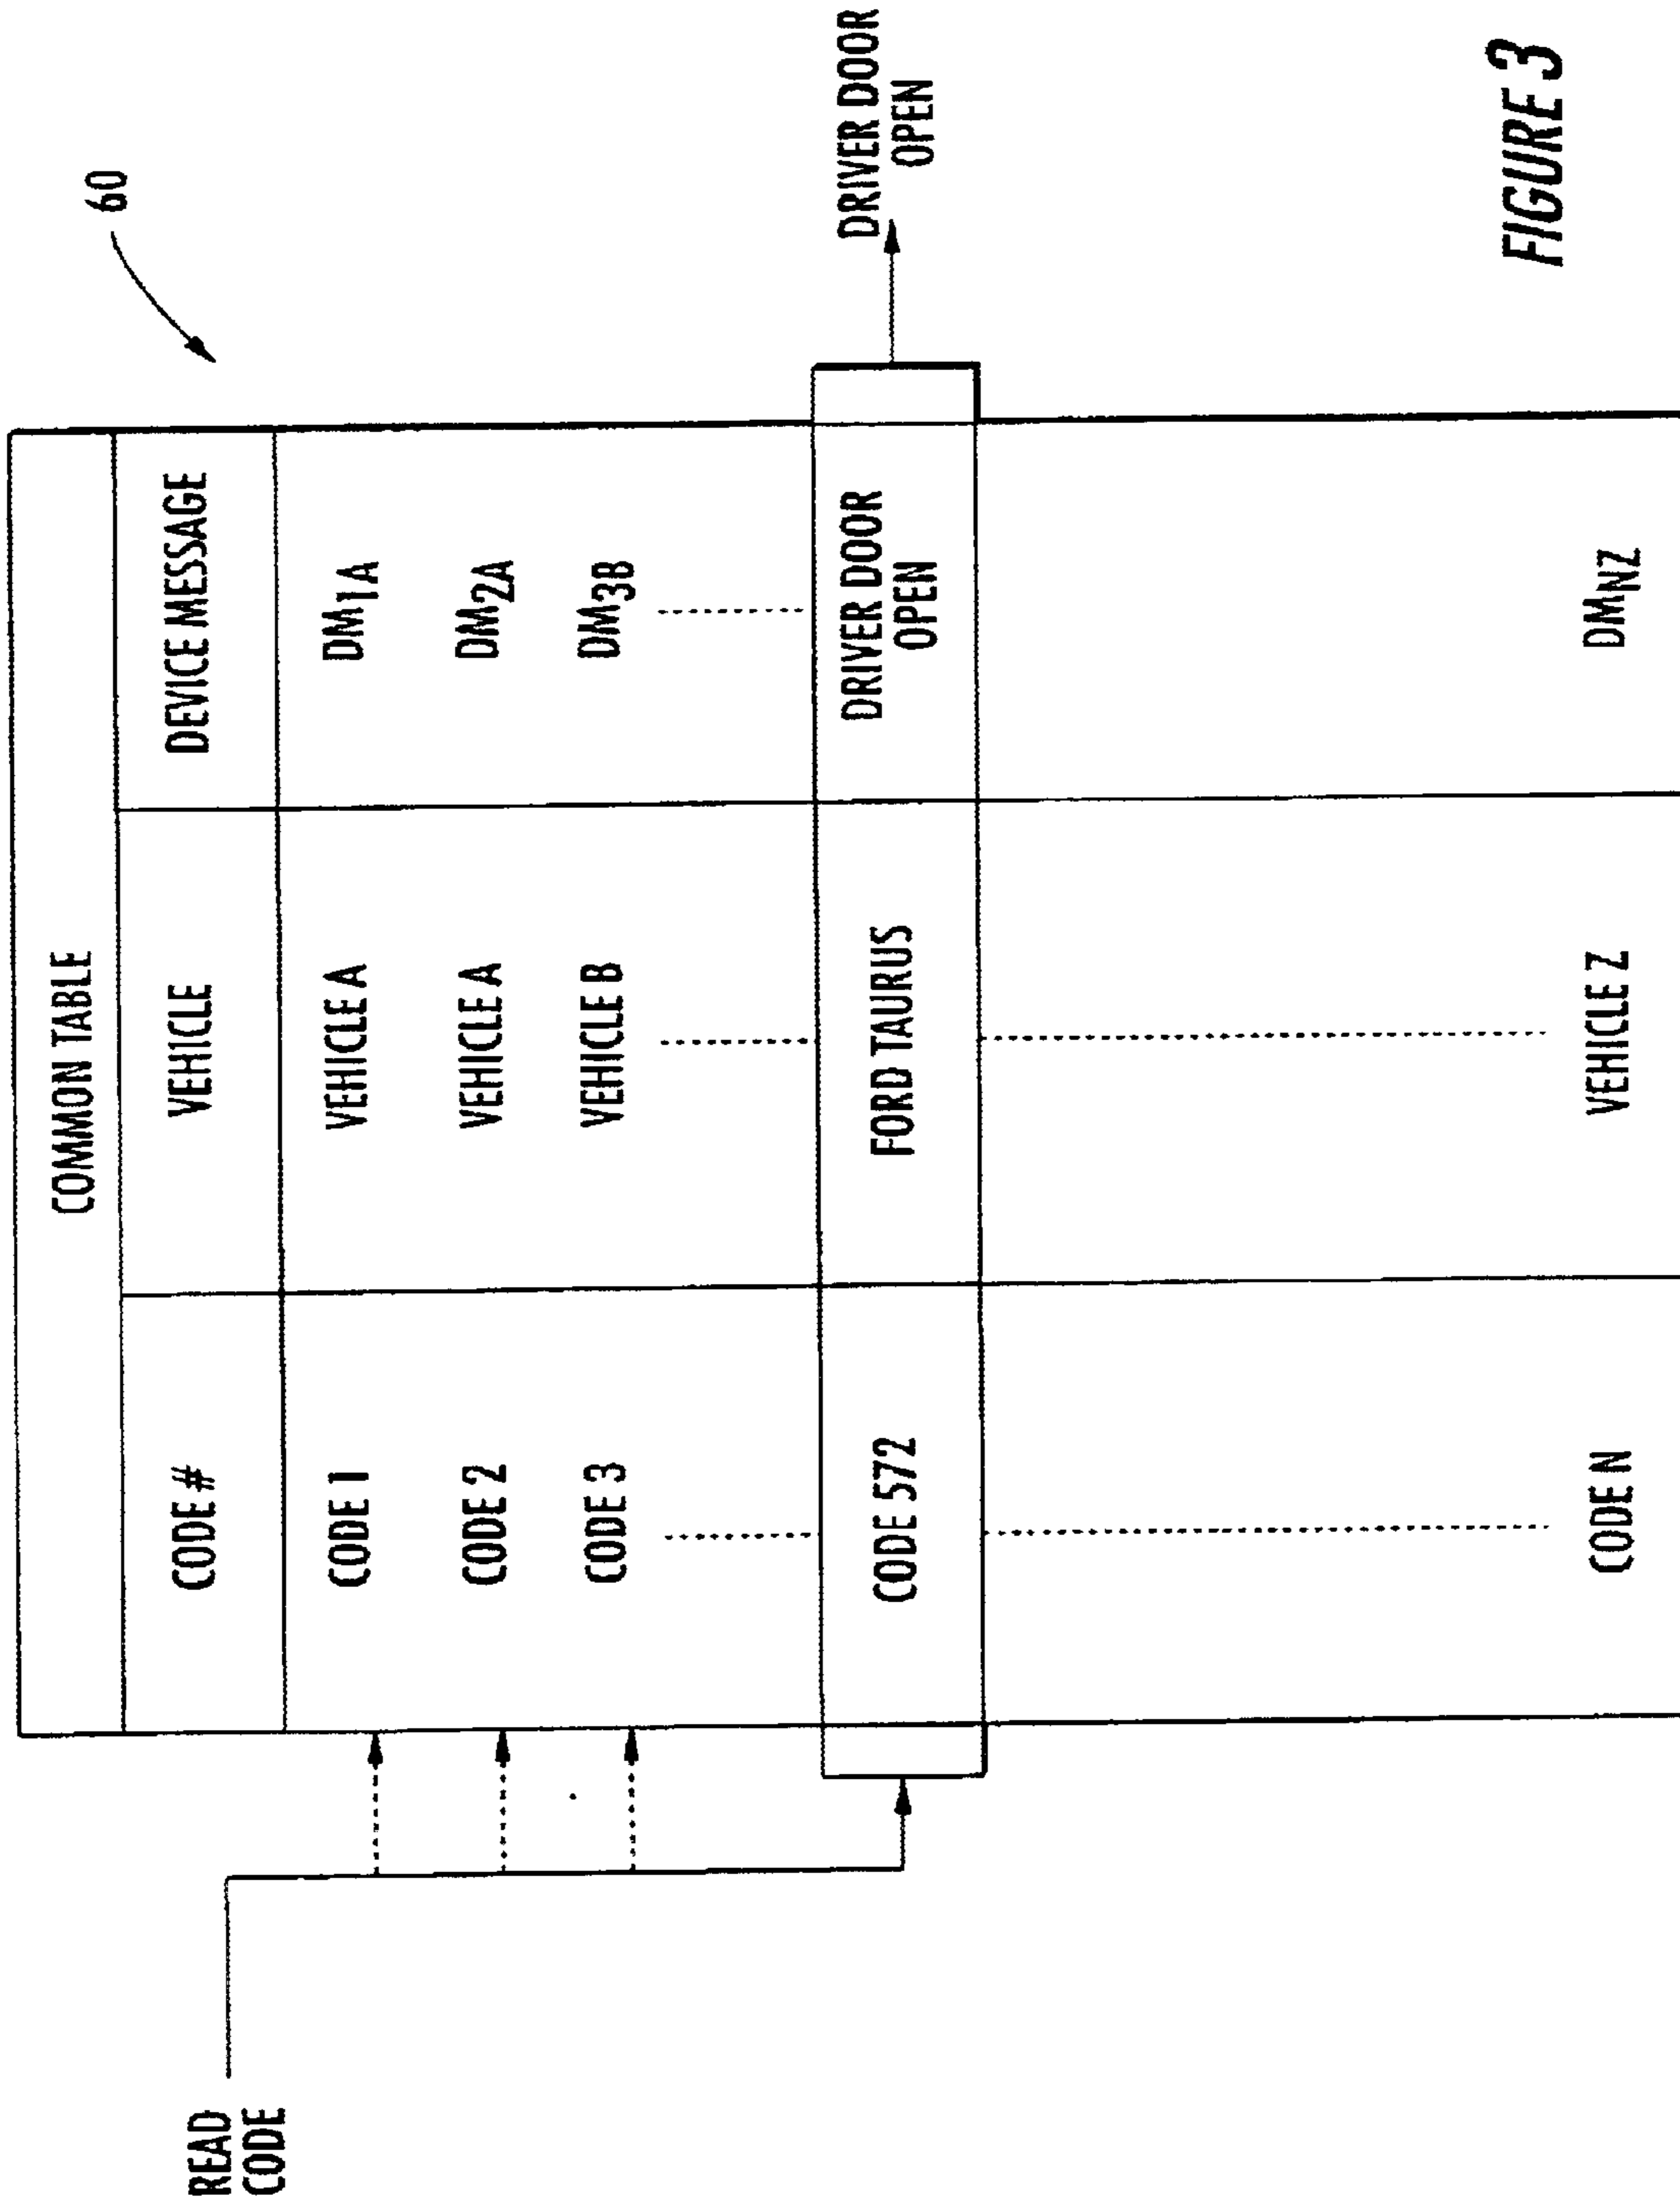 60
COMMON TABLE
CODE # VEHICLE DEVICE MESSAGE
CODE 1 VEHICLE A DM1A
CODE 2 VEHICLE A DM2A
CODE 3 VEHICLE B DM3B
READ
CODE
CODE 572 FORD TAURUS DRIVER DOOR
OPEN
DRIVER DOOR
OPEN
CODE N VEHICLE Z DMNZ
FIGURE 3